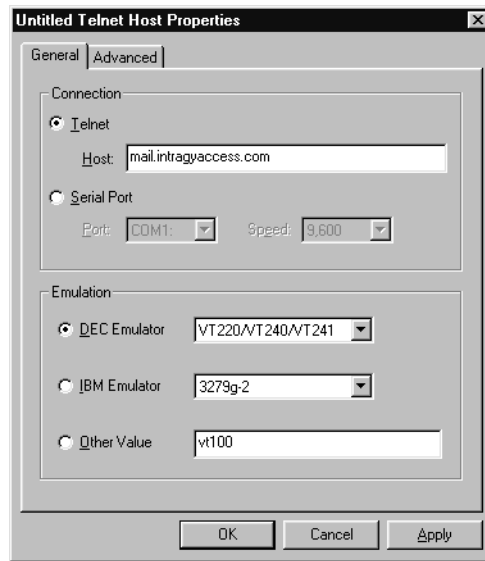 Untitled Telnet Host Properties
General Advanced
Connection
Telnet
Host: mail.intragyaccess.com
Serial Port
Port: COM1: Speed: 9,600
Emulation
DEC Emulator VT220/VT240/VT241
IBM Emulator 3279g-2
Other Value vt100
OK Cancel Apply